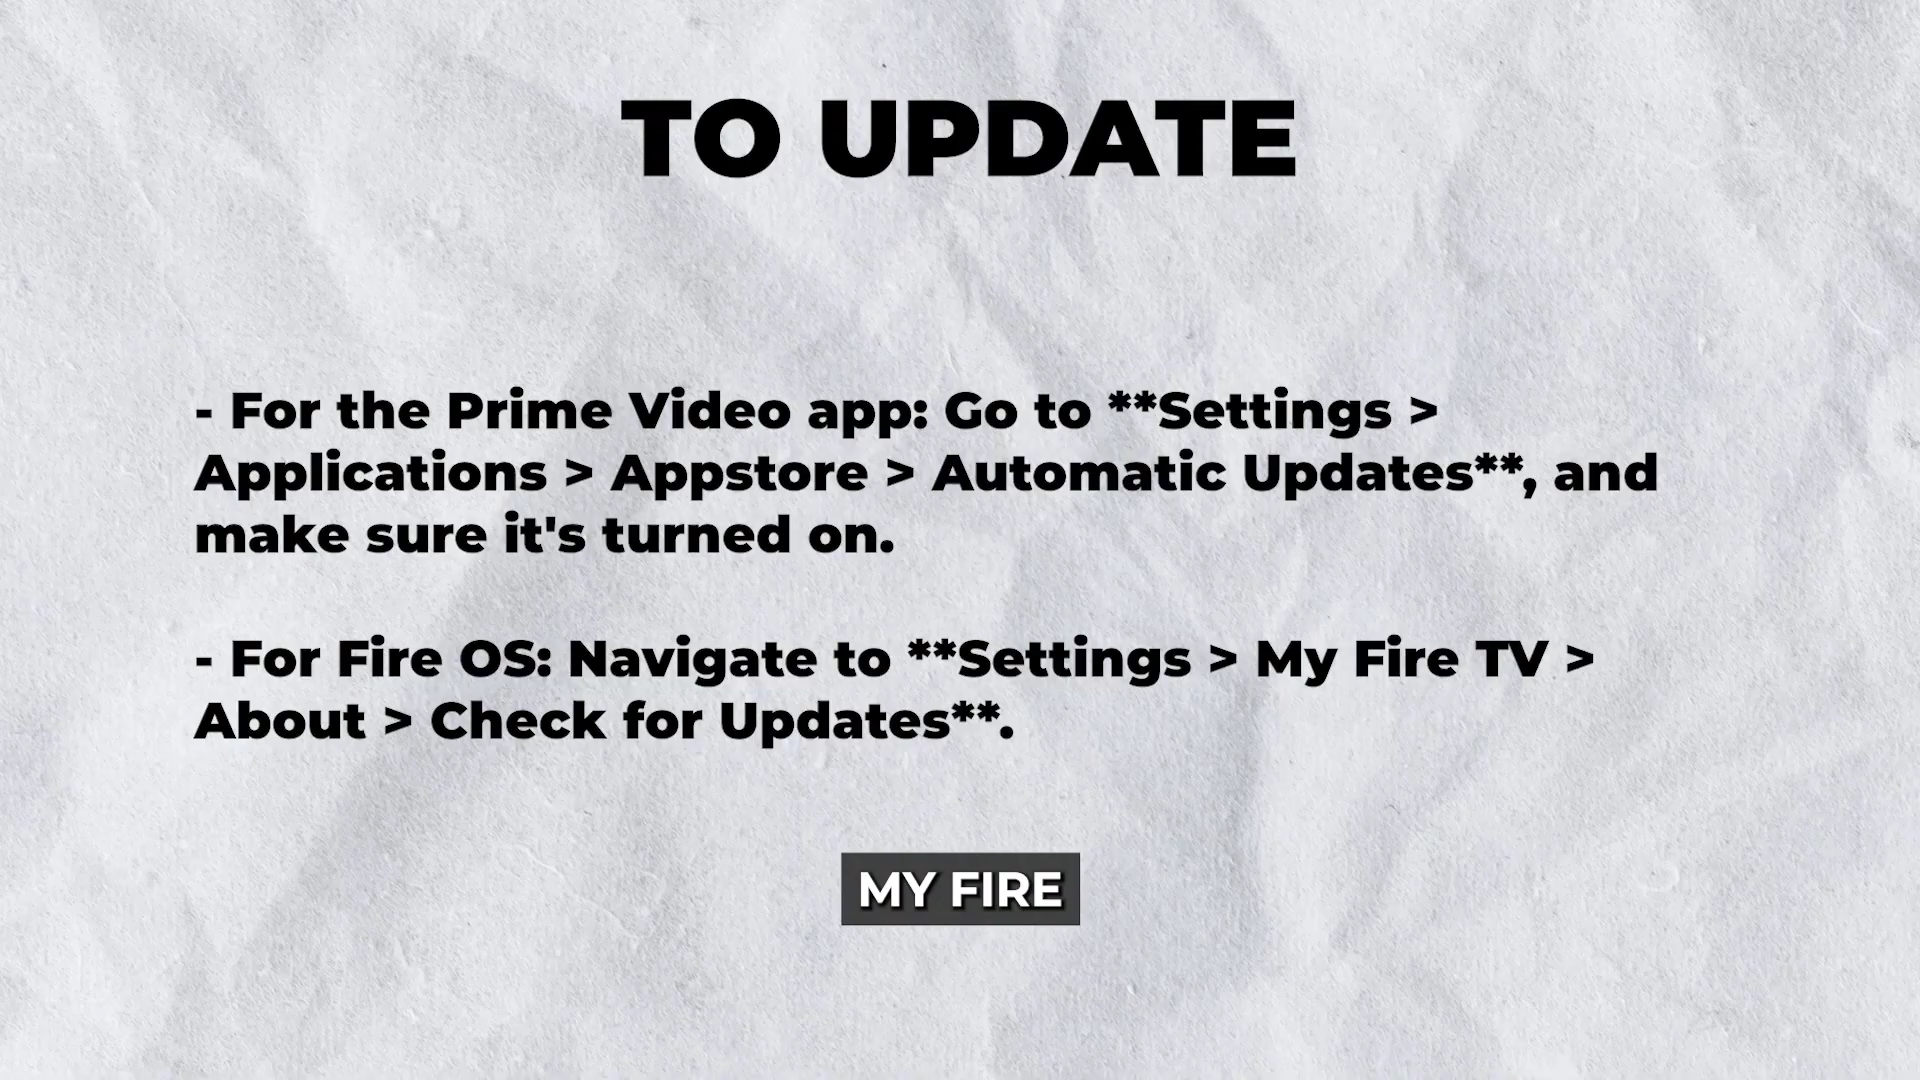 TO UPDATE
- For the Prime Video app: Go to **Settings >
Applications > Appstore > Automatic Updates**, and
make sure it's turned on.
- For Fire OS: Navigate to **Settings > My Fire TV >
About > Check for Updates**.
MY FIRE